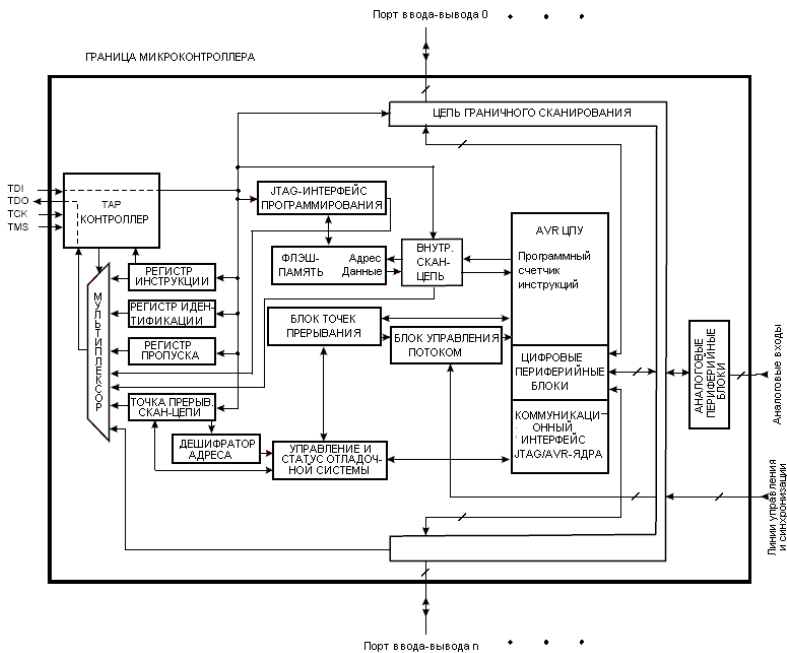 Порт ввода-вывода 0
ГРАНИЦА МИКРОКОНТРОЛЛЕРА
ЦЕПЬ ГРАНИЧНОГО СКАНИРОВАНИЯ
TDI
TDO
TCK
TMS
TAP
КОНТРОЛЛЕР
JTAG-ИНТЕРФЕЙС
ПРОГРАММИРОВАНИЯ
ФЛЭШ-
ПАМЯТЬ
Адрес
Данные
ВНУТР.
СКАН-
ЦЕПЬ
AVR ЦПУ
Программный
счетчик
инструкций
МУЛЬТИПЛЕКСОР
РЕГИСТР
ИНСТРУКЦИИ
РЕГИСТР ИДЕН-
ТИФИКАЦИИ
РЕГИСТР
ПРОПУСКА
БЛОК ТОЧЕК
ПРЕРЫВАНИЯ
БЛОК УПРАВЛЕНИЯ
ПОТОКОМ
ЦИФРОВЫЕ
ПЕРИФЕРИЙНЫЕ
БЛОКИ
АНАЛОГОВЫЕ
ПЕРИФЕРИЙНЫЕ
БЛОКИ
Аналоговые входы
ТОЧКА ПРЕРЫВ.
СКАН-ЦЕПИ
ДЕШИФРАТОР
АДРЕСА
УПРАВЛЕНИЕ И
СТАТУС ОТЛАДОЧ-
НОЙ СИСТЕМЫ
КОММУНИКАЦИ-
ОННЫЙ
ИНТЕРФЕЙС
JTAG/AVR-ЯДРА
Линии управления
и синхронизации
Порт ввода-вывода n